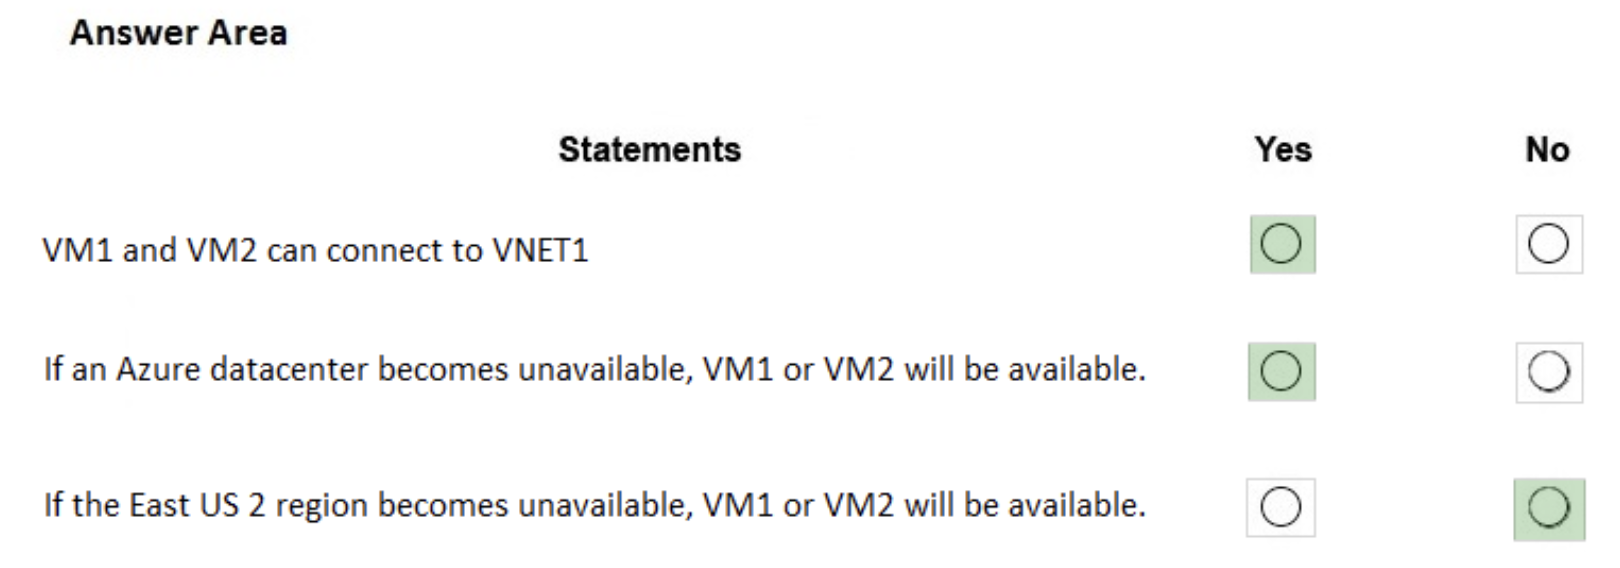 Answer Area
Statements Yes No
VM1 and VM2 can connect to VNET1
If an Azure datacenter becomes unavailable, VM1 or VM2 will be available.
If the East US 2 region becomes unavailable, VM1 or VM2 will be available.